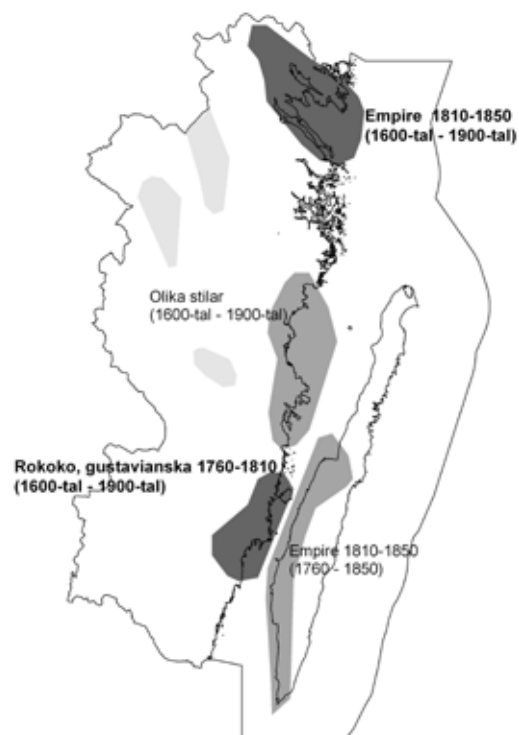 Empire 1810-1850
(1600-tal - 1900-tal)
Olika stilar
(1600-tal - 1900-tal)
Rokoko, gustavianska 1760-1810
(1600-tal - 1900-tal)
Empire 1810-1850
(1760 - 1850)